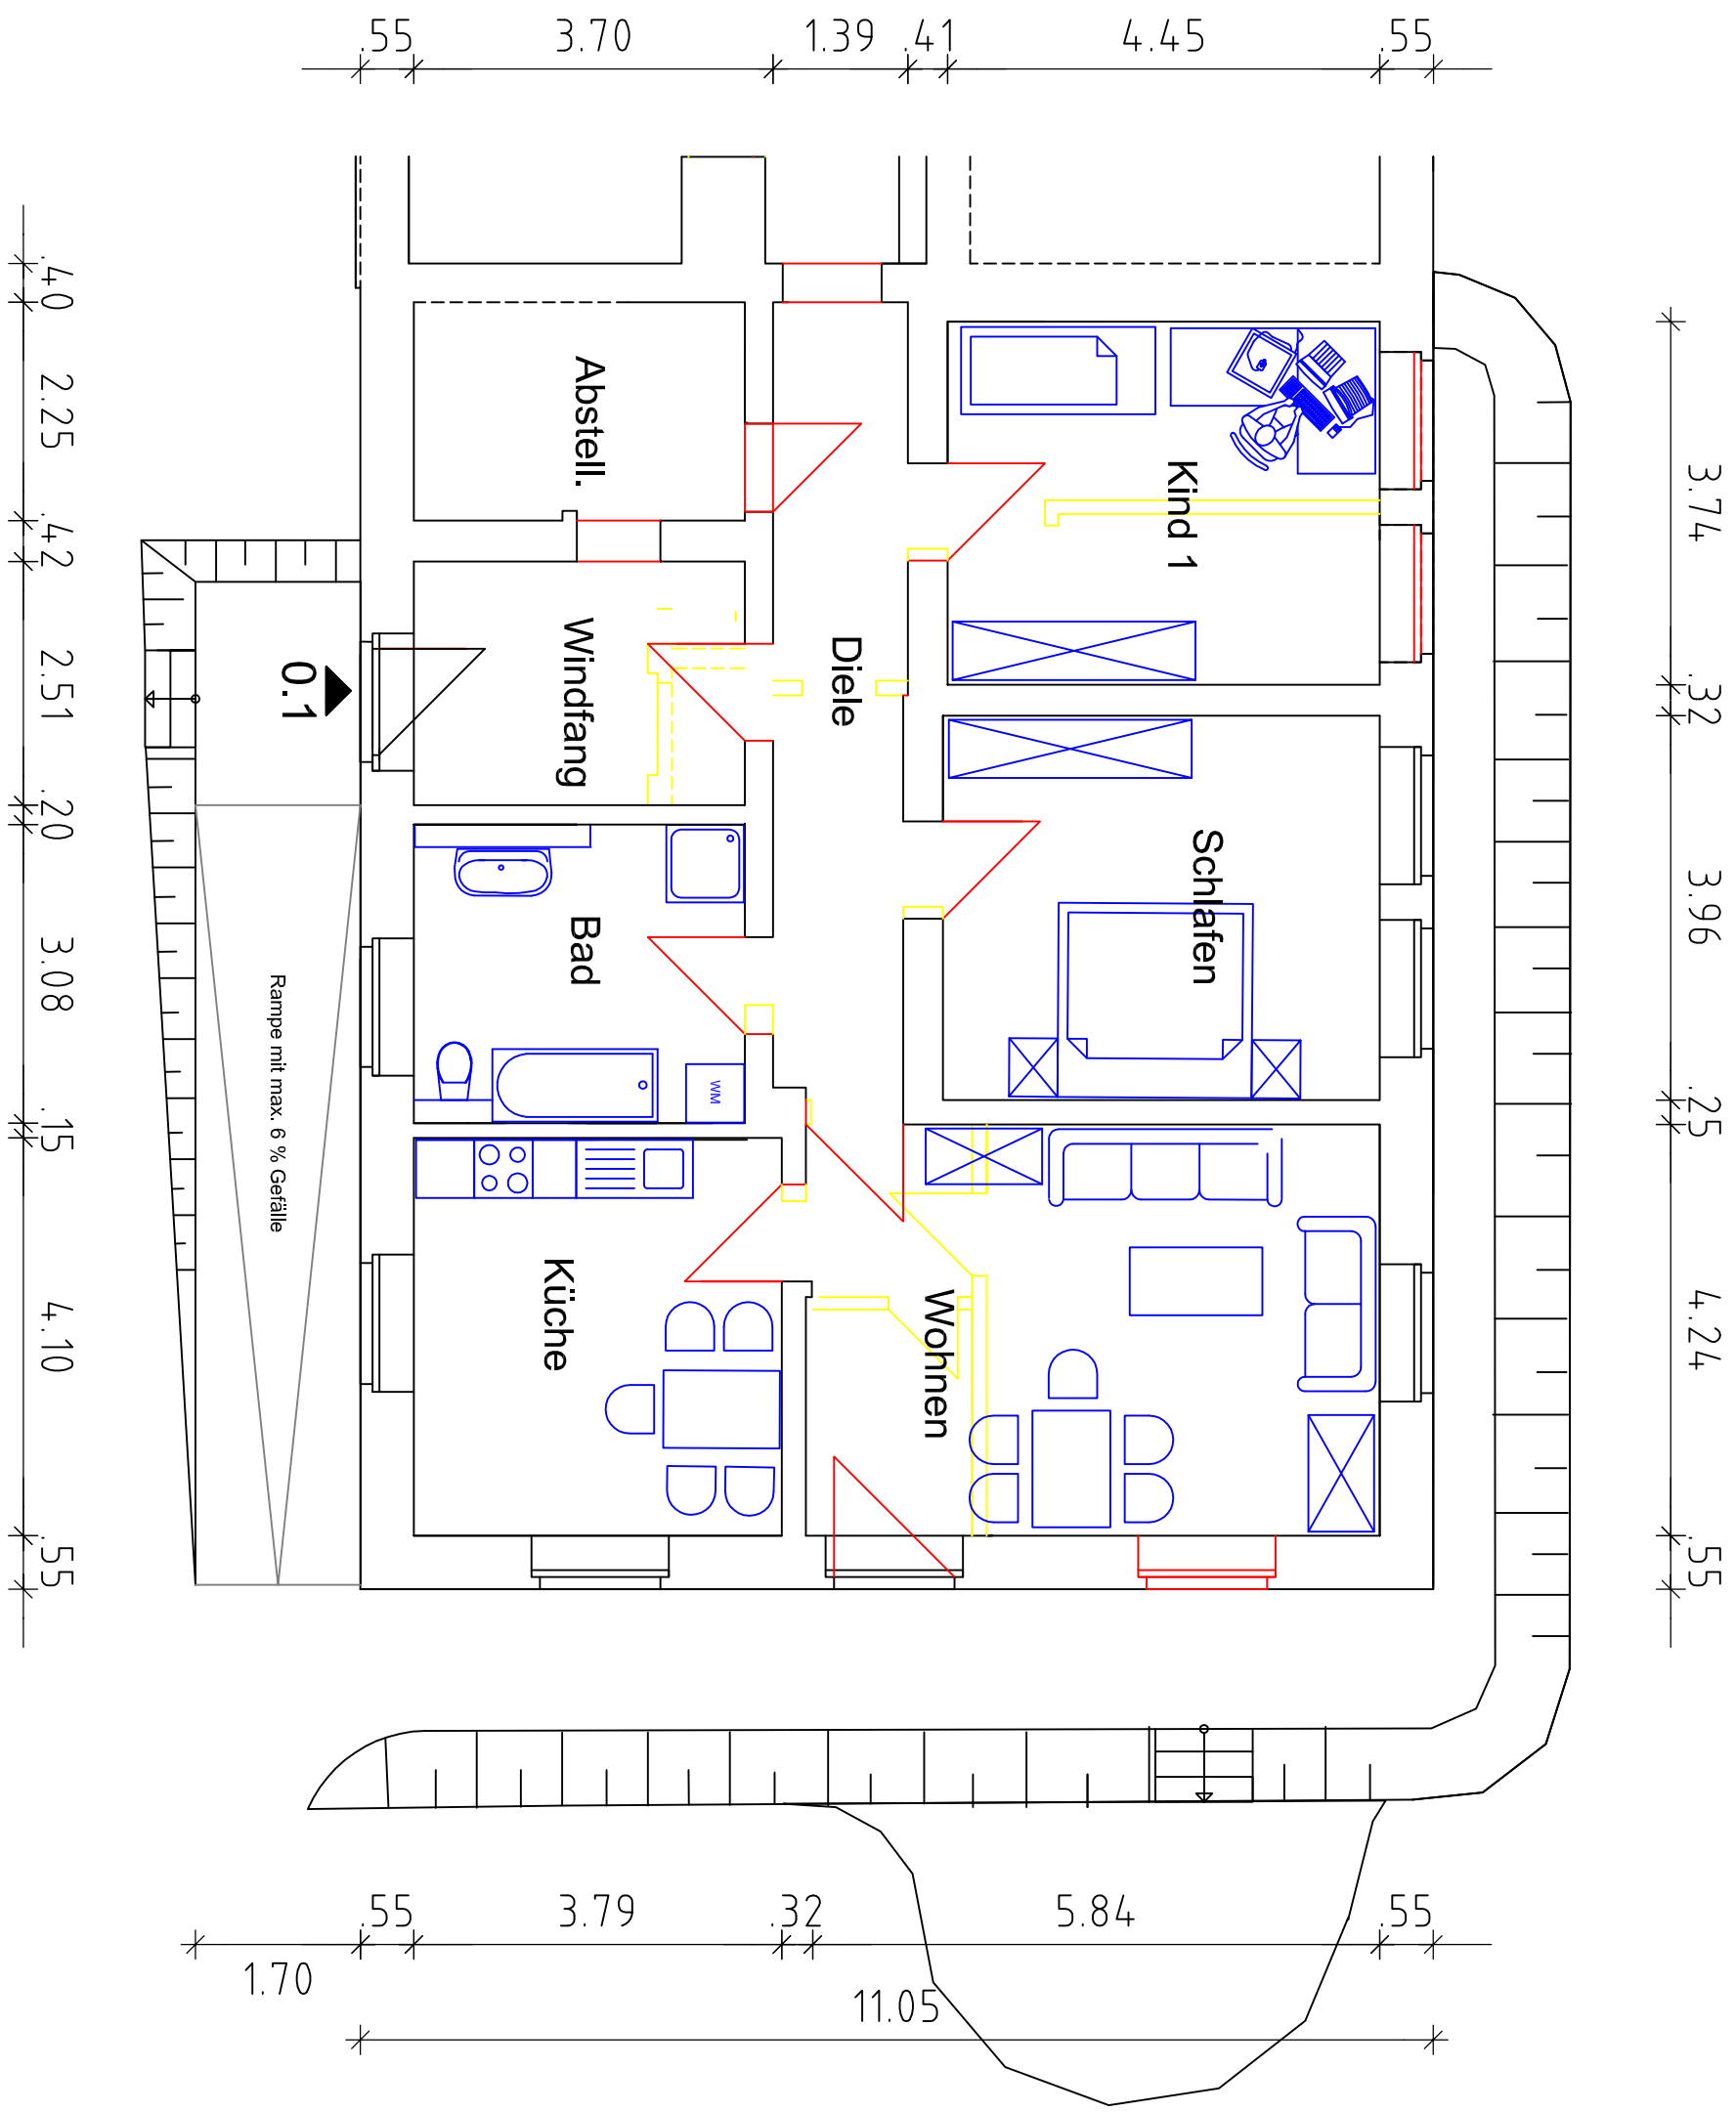 .55 3.70 1.39 .41 4.45 .55
.40 2.25 .42 2.51 .20 3.08 .15 4.10 .55
3.74 .32 3.96 .25 4.24 .55
Abstell.
Kind 1
Windfang
Diele
0.1
Schlafen
Bad
WM
Rampe mit max. 6 % Gefälle
Küche
Wohnen
.55 3.79 .32 5.84 .55
1.70
11.05